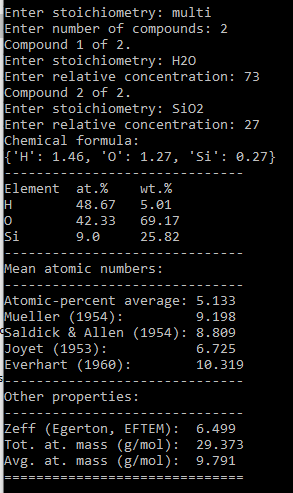 Enter stoichiometry: multi
Enter number of compounds: 2
Compound 1 of 2.
Enter stoichiometry: H2O
Enter relative concentration: 73
Compound 2 of 2.
Enter stoichiometry: SiO2
Enter relative concentration: 27
Chemical formula:
{'H': 1.46, 'O': 1.27, 'Si': 0.27}
------------------------------
Element  at.%     wt.%
H        48.67    5.01
O        42.33    69.17
Si       9.0      25.82
------------------------------
Mean atomic numbers:
------------------------------
Atomic-percent average: 5.133
Mueller (1954):         9.198
Saldick & Allen (1954): 8.809
Joyet (1953):           6.725
Everhart (1960):        10.319
------------------------------
Other properties:
------------------------------
Zeff (Egerton, EFTEM):  6.499
Tot. at. mass (g/mol):  29.373
Avg. at. mass (g/mol):  9.791
==============================